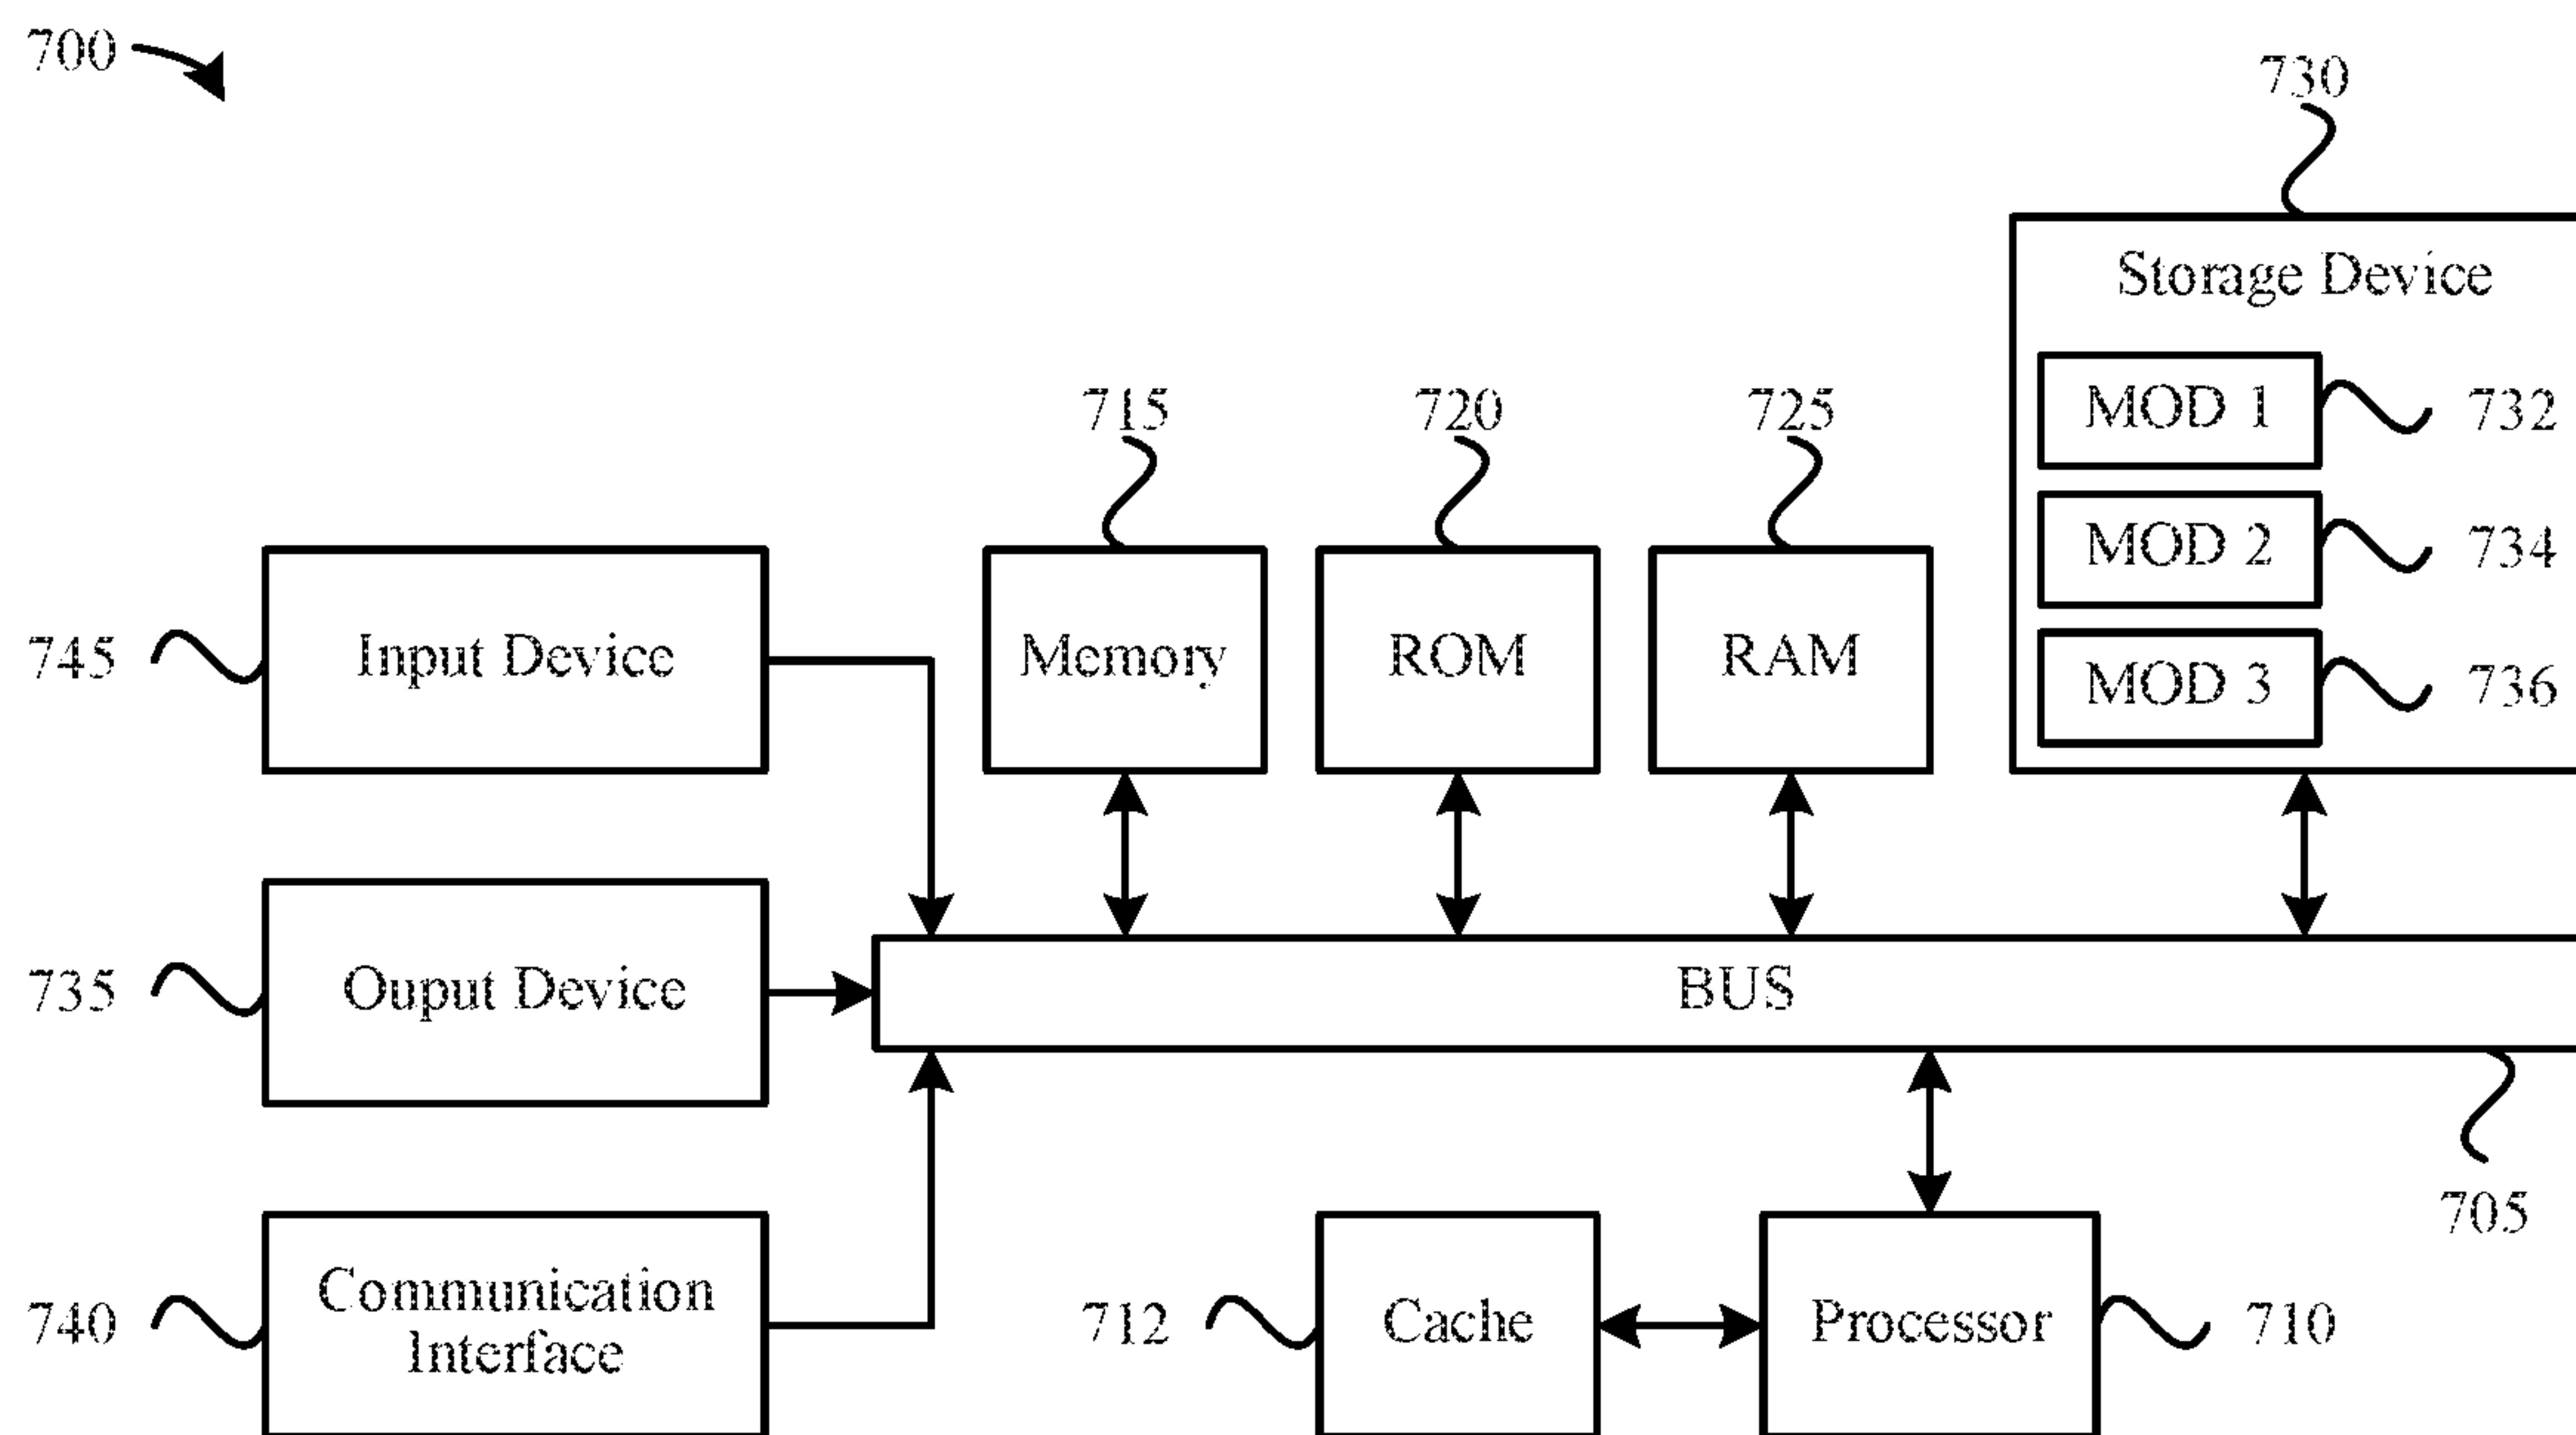 700
730
Storage Device
MOD 1
732
715
720
725
MOD 2
734
745
Input Device
Memory
ROM
RAM
MOD 3
736
735
Ouput Device
BUS
705
740
Communication
Interface
712
Cache
Processor
710